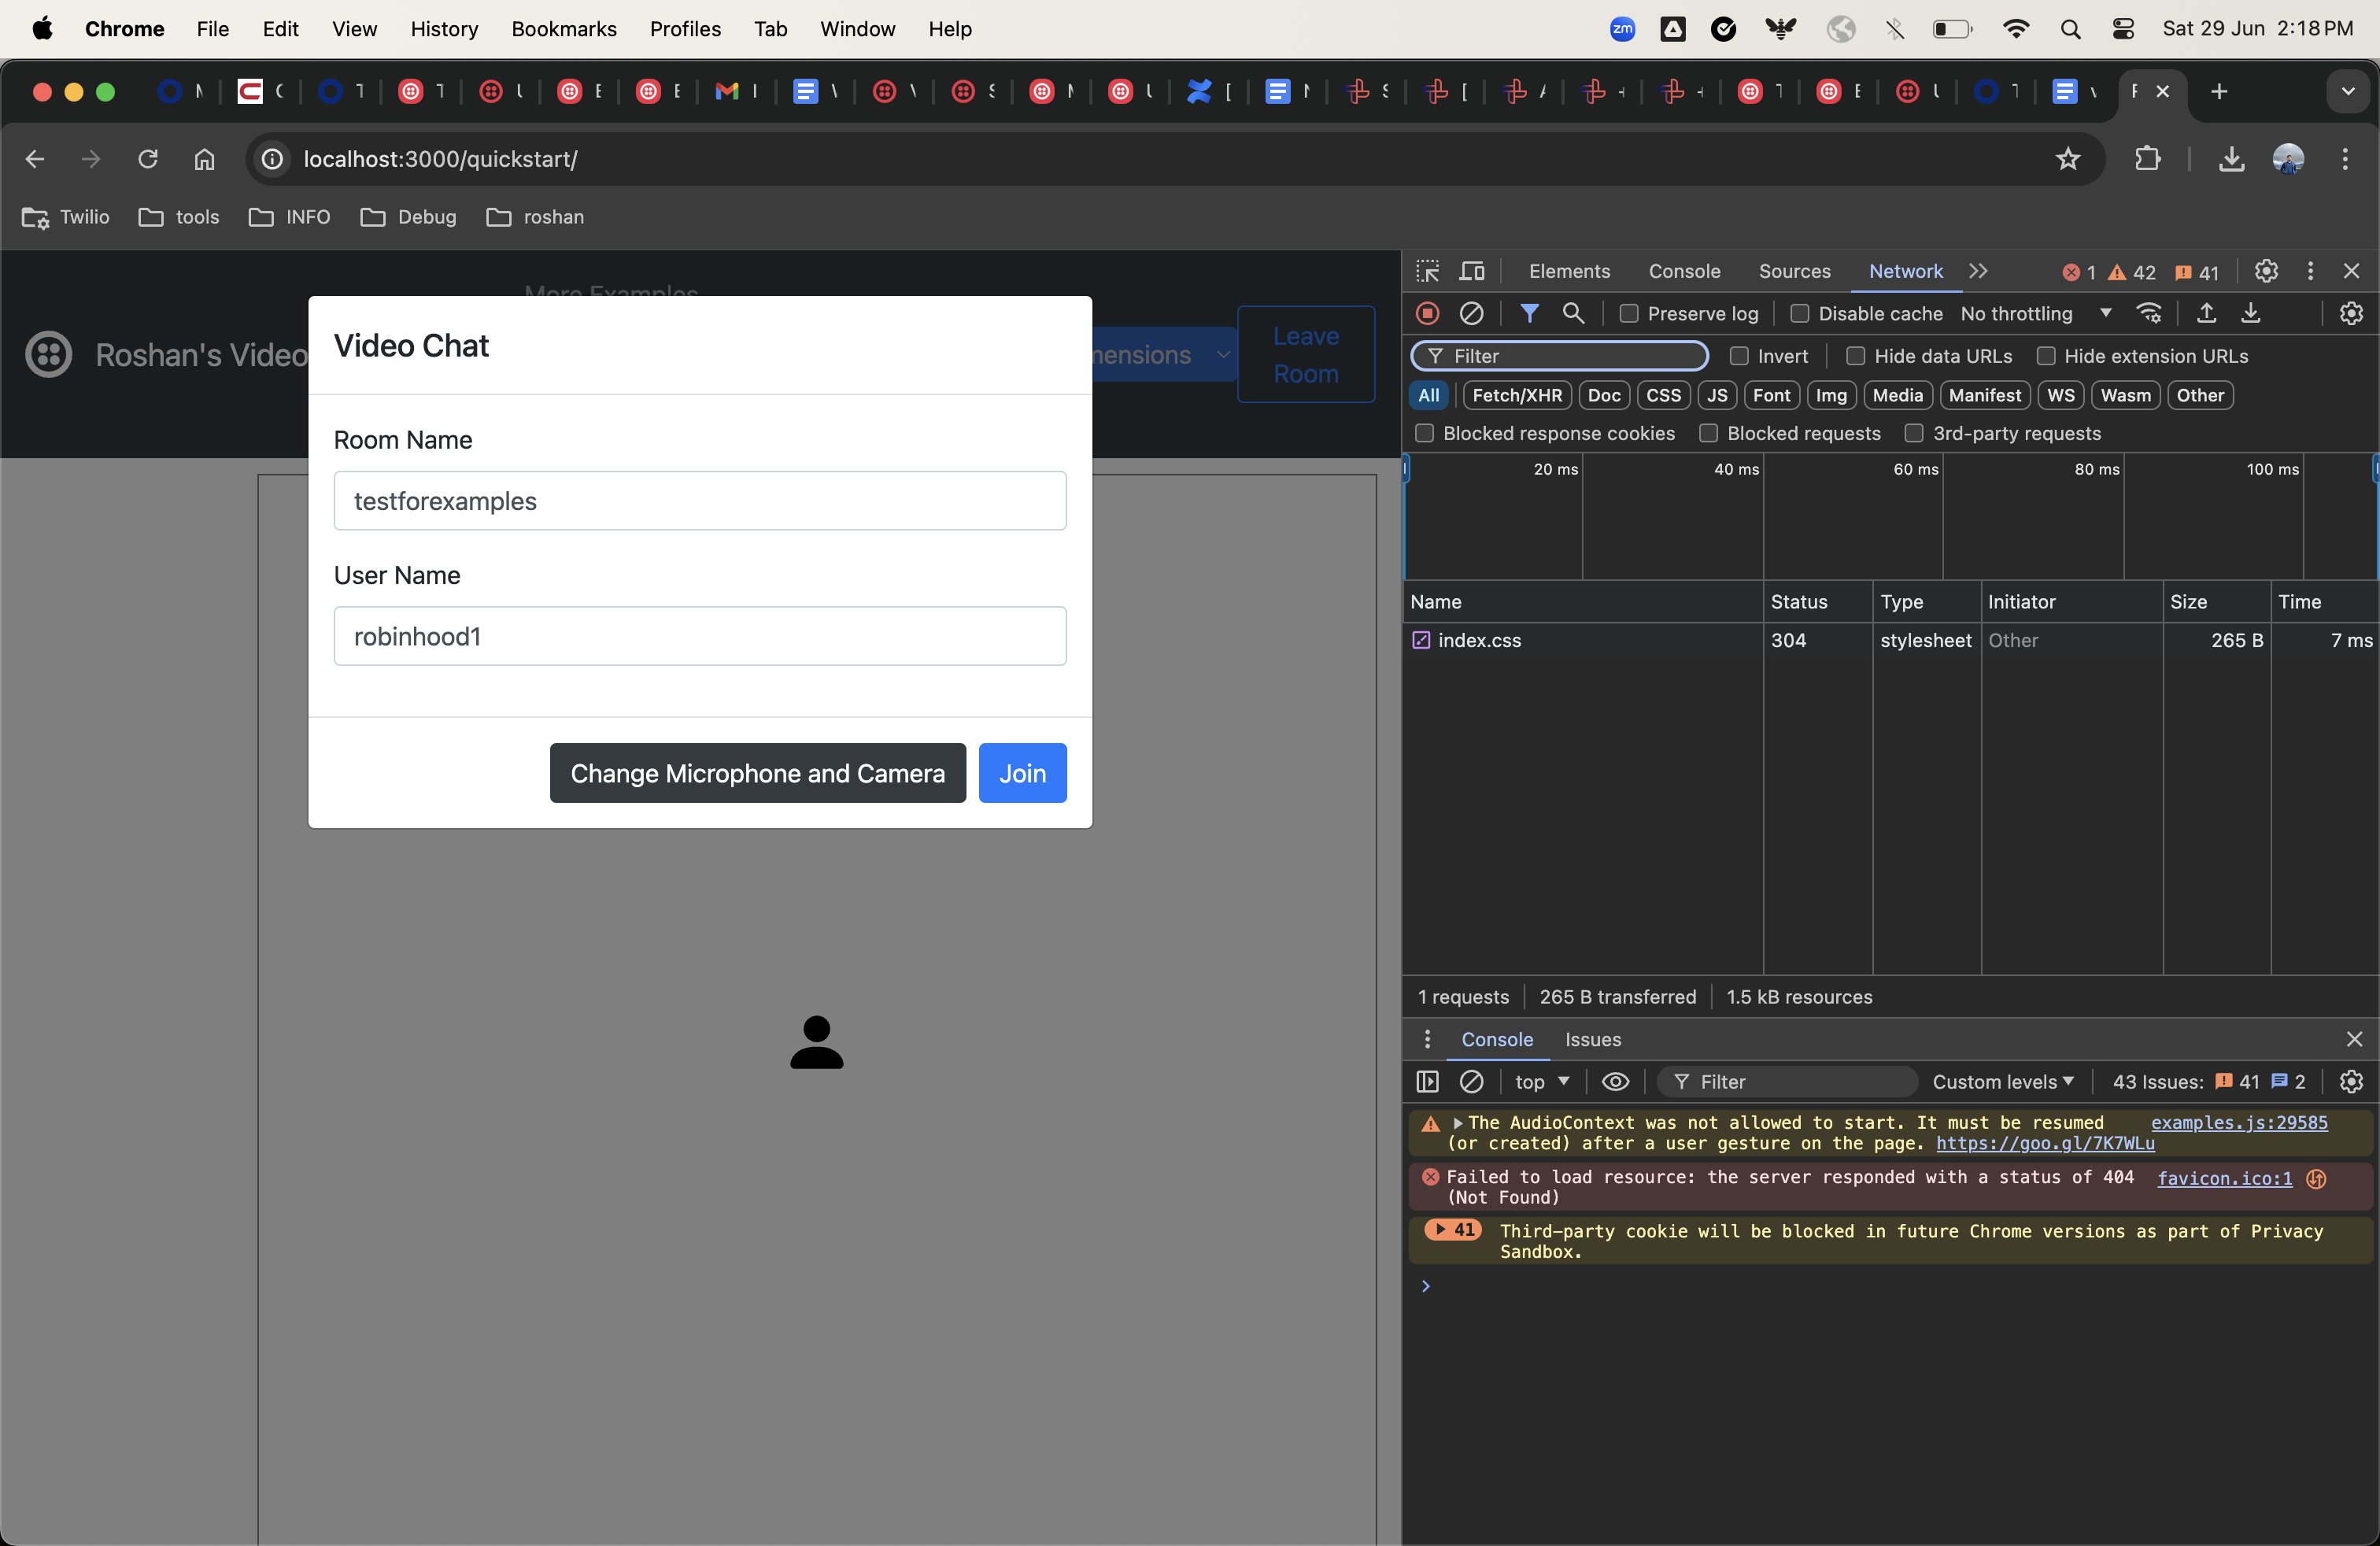 Chrome File Edit View History Bookmarks Profiles Tab Window Help zm Sat 29 Jun 2:18 PM
localhost:3000/quickstart/
Twilio tools INFO Debug roshan
More Examples
Roshan's Video
mensions
Leave
Room
Video Chat
Room Name
testforexamples
User Name
robinhood1
Change Microphone and Camera Join
Elements Console Sources Network 1 42 41
Preserve log Disable cache No throttling
Filter Invert Hide data URLs Hide extension URLs
All Fetch/XHR Doc CSS JS Font Img Media Manifest WS Wasm Other
Blocked response cookies Blocked requests 3rd-party requests
20 ms 40 ms 60 ms 80 ms 100 ms
Name Status Type Initiator Size Time
index.css 304 stylesheet Other 265 B 7 ms
1 requests 265 B transferred 1.5 kB resources
Console Issues
top Filter Custom levels 43 Issues: 41 2
The AudioContext was not allowed to start. It must be resumed examples.js:29585
(or created) after a user gesture on the page. https://goo.gl/7K7WLu
Failed to load resource: the server responded with a status of 404 favicon.ico:1
(Not Found)
41 Third-party cookie will be blocked in future Chrome versions as part of Privacy
Sandbox.